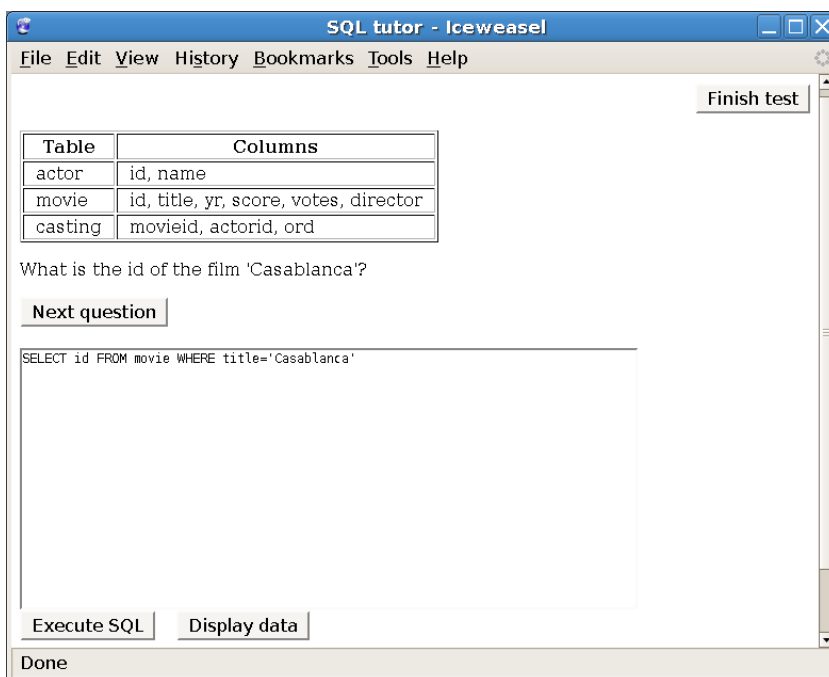 SQL tutor - Iceweasel
File Edit View History Bookmarks Tools Help
Finish test
Table Columns
actor id, name
movie id, title, yr, score, votes, director
casting movieid, actorid, ord
What is the id of the film 'Casablanca'?
Next question
SELECT id FROM movie WHERE title='Casablanca'
Execute SQL Display data
Done